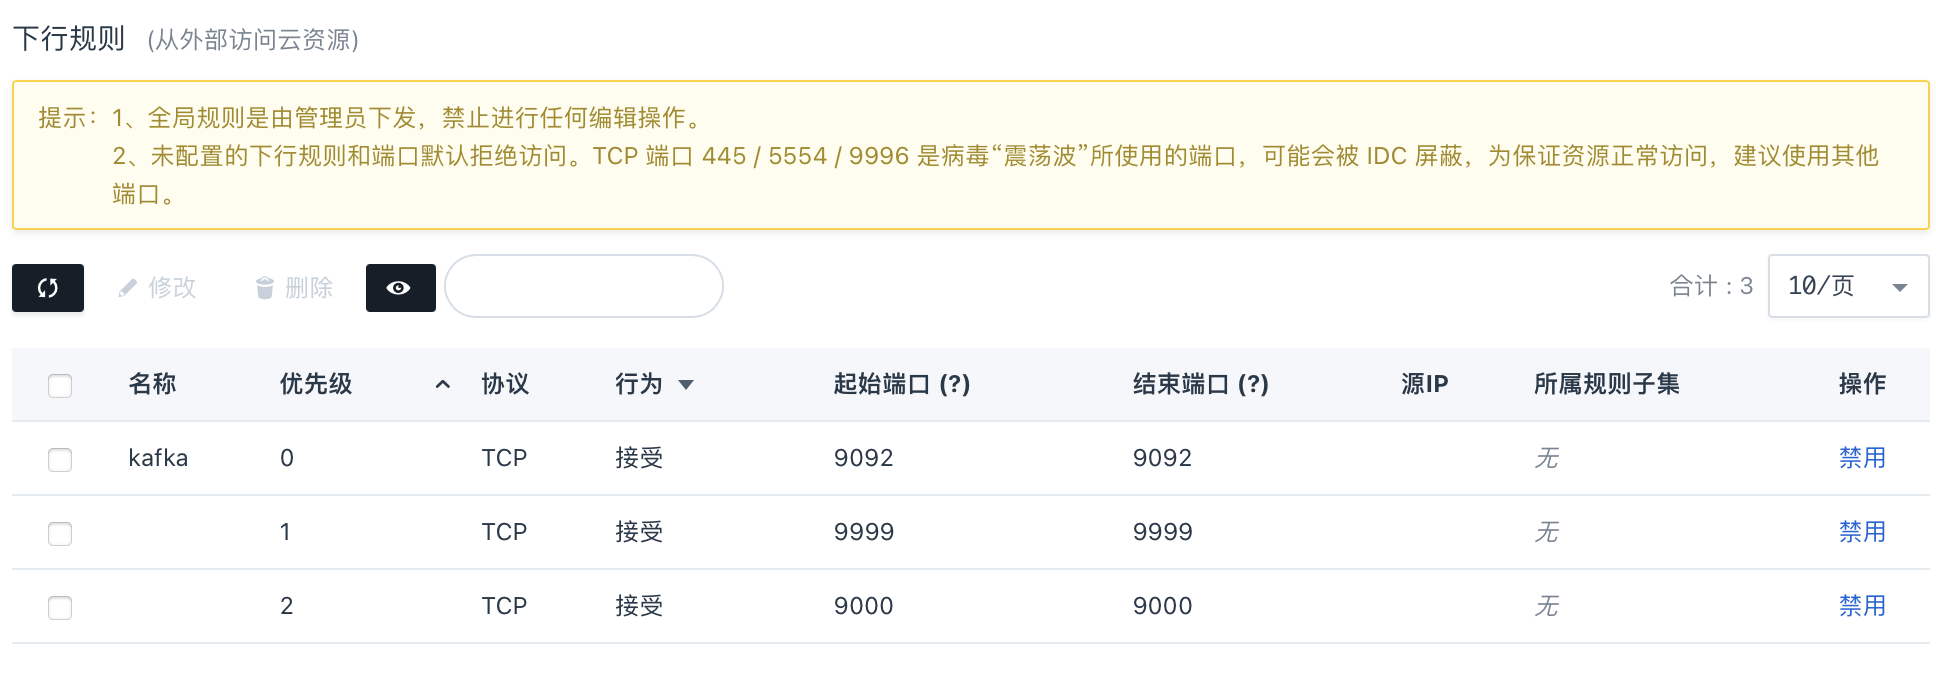 下行规则 (从外部访问云资源)
提示：1、全局规则是由管理员下发，禁止进行任何编辑操作。
2、未配置的下行规则和端口默认拒绝访问。TCP 端口 445 / 5554 / 9996 是病毒“震荡波”所使用的端口，可能会被 IDC 屏蔽，为保证资源正常访问，建议使用其他
端口。
修改 删除 合计 : 3 10/页
名称 优先级 协议 行为 起始端口 (?) 结束端口 (?) 源IP 所属规则子集 操作
kafka 0 TCP 接受 9092 9092 无 禁用
1 TCP 接受 9999 9999 无 禁用
2 TCP 接受 9000 9000 无 禁用